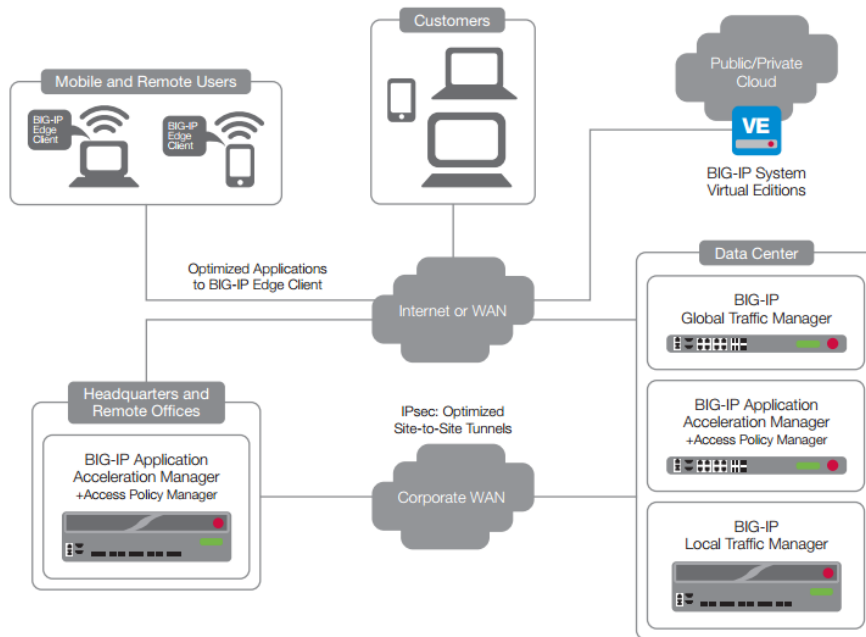 Customers
Mobile and Remote Users
BIG-IP
Edge
Client
BIG-IP
Edge
Client
Public/Private
Cloud
VE
BIG-IP System
Virtual Editions
Optimized Applications
to BIG-IP Edge Client
Internet or WAN
Data Center
BIG-IP
Global Traffic Manager
Headquarters and
Remote Offices
BIG-IP Application
Acceleration Manager
+Access Policy Manager
IPsec: Optimized
Site-to-Site Tunnels
Corporate WAN
BIG-IP Application
Acceleration Manager
+Access Policy Manager
BIG-IP
Local Traffic Manager